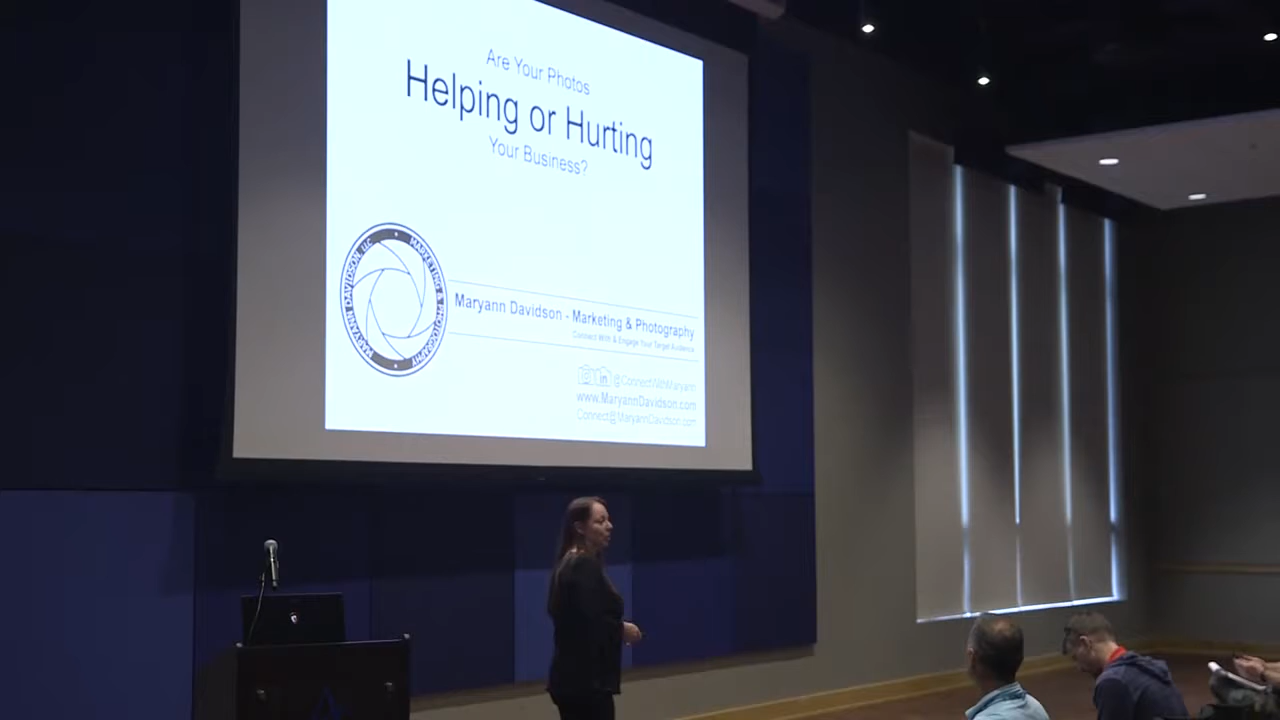 Are Your Photos
Helping or Hurting
Your Business?
MARYANN DAVIDSON, LLC
MARKETING & PHOTOGRAPHY
Maryann Davidson - Marketing & Photography
Connect With & Engage Your Target Audience
in @ConnectWithMaryann
www.MaryannDavidson.com
Connect@MaryannDavidson.com